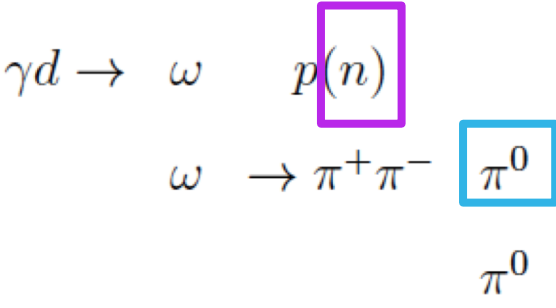 γd → ω p(n)
ω → π⁺π⁻ π⁰
π⁰